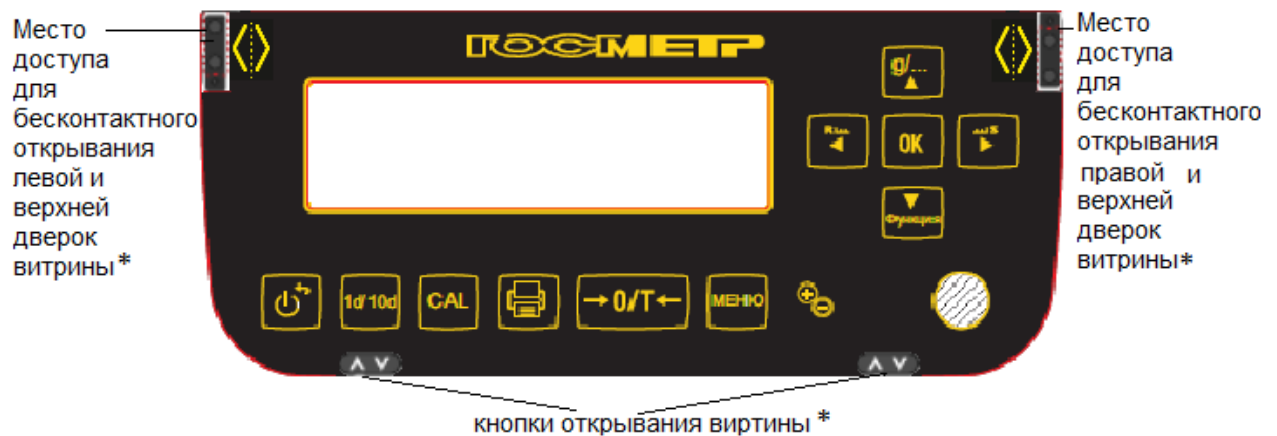 Место
доступа
для
бесконтактного
открывания
левой и
верхней
дверок
витрины*
ГОСМЕТР
g/...
R
OK
S
Функция
1d/10d
CAL
→0/T←
МЕНЮ
Место
доступа
для
бесконтактного
открывания
правой и
верхней
дверок
витрины*
кнопки открывания виртины *